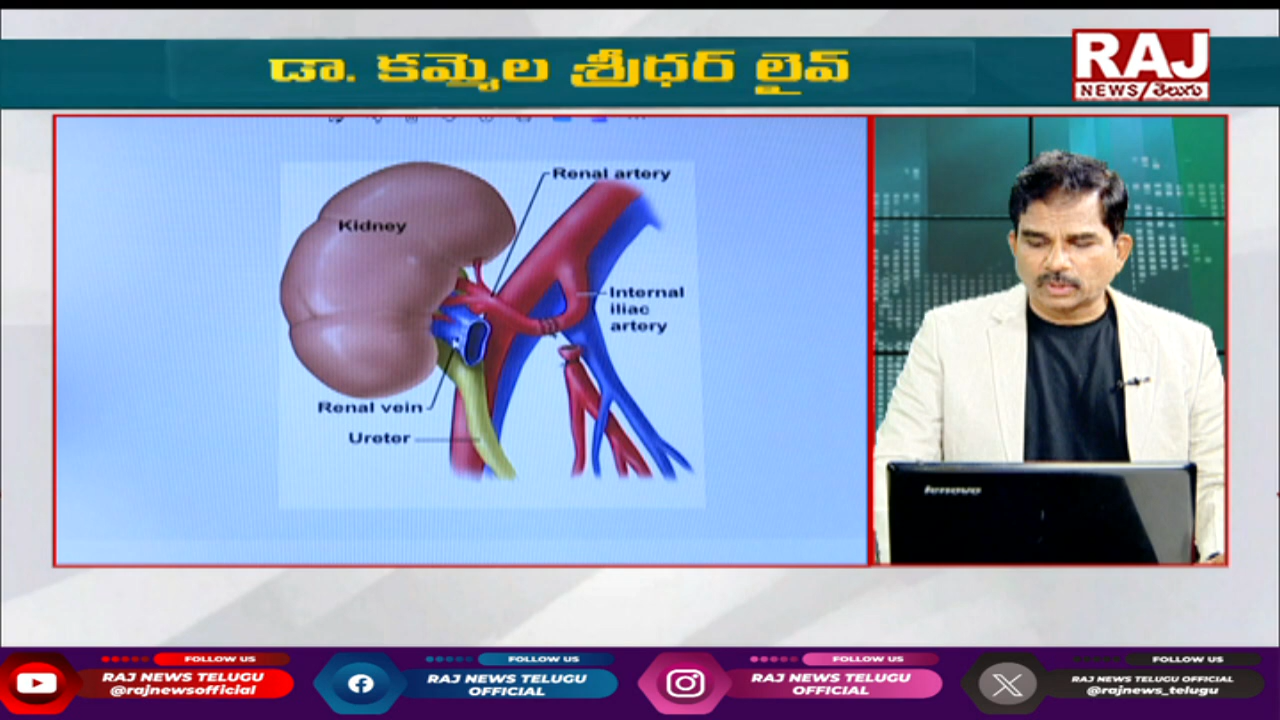 డా. కమ్మెల శ్రీధర్ లైవ్
RAJ
NEWS తెలుగు
Renal artery
Kidney
Internal
iliac
artery
Renal vein
Ureter
lenovo
FOLLOW US
RAJ NEWS TELUGU
@rajnewsofficial
FOLLOW US
RAJ NEWS TELUGU
OFFICIAL
FOLLOW US
RAJ NEWS TELUGU
OFFICIAL
FOLLOW US
RAJ NEWS TELUGU OFFICIAL
@rajnews_telugu